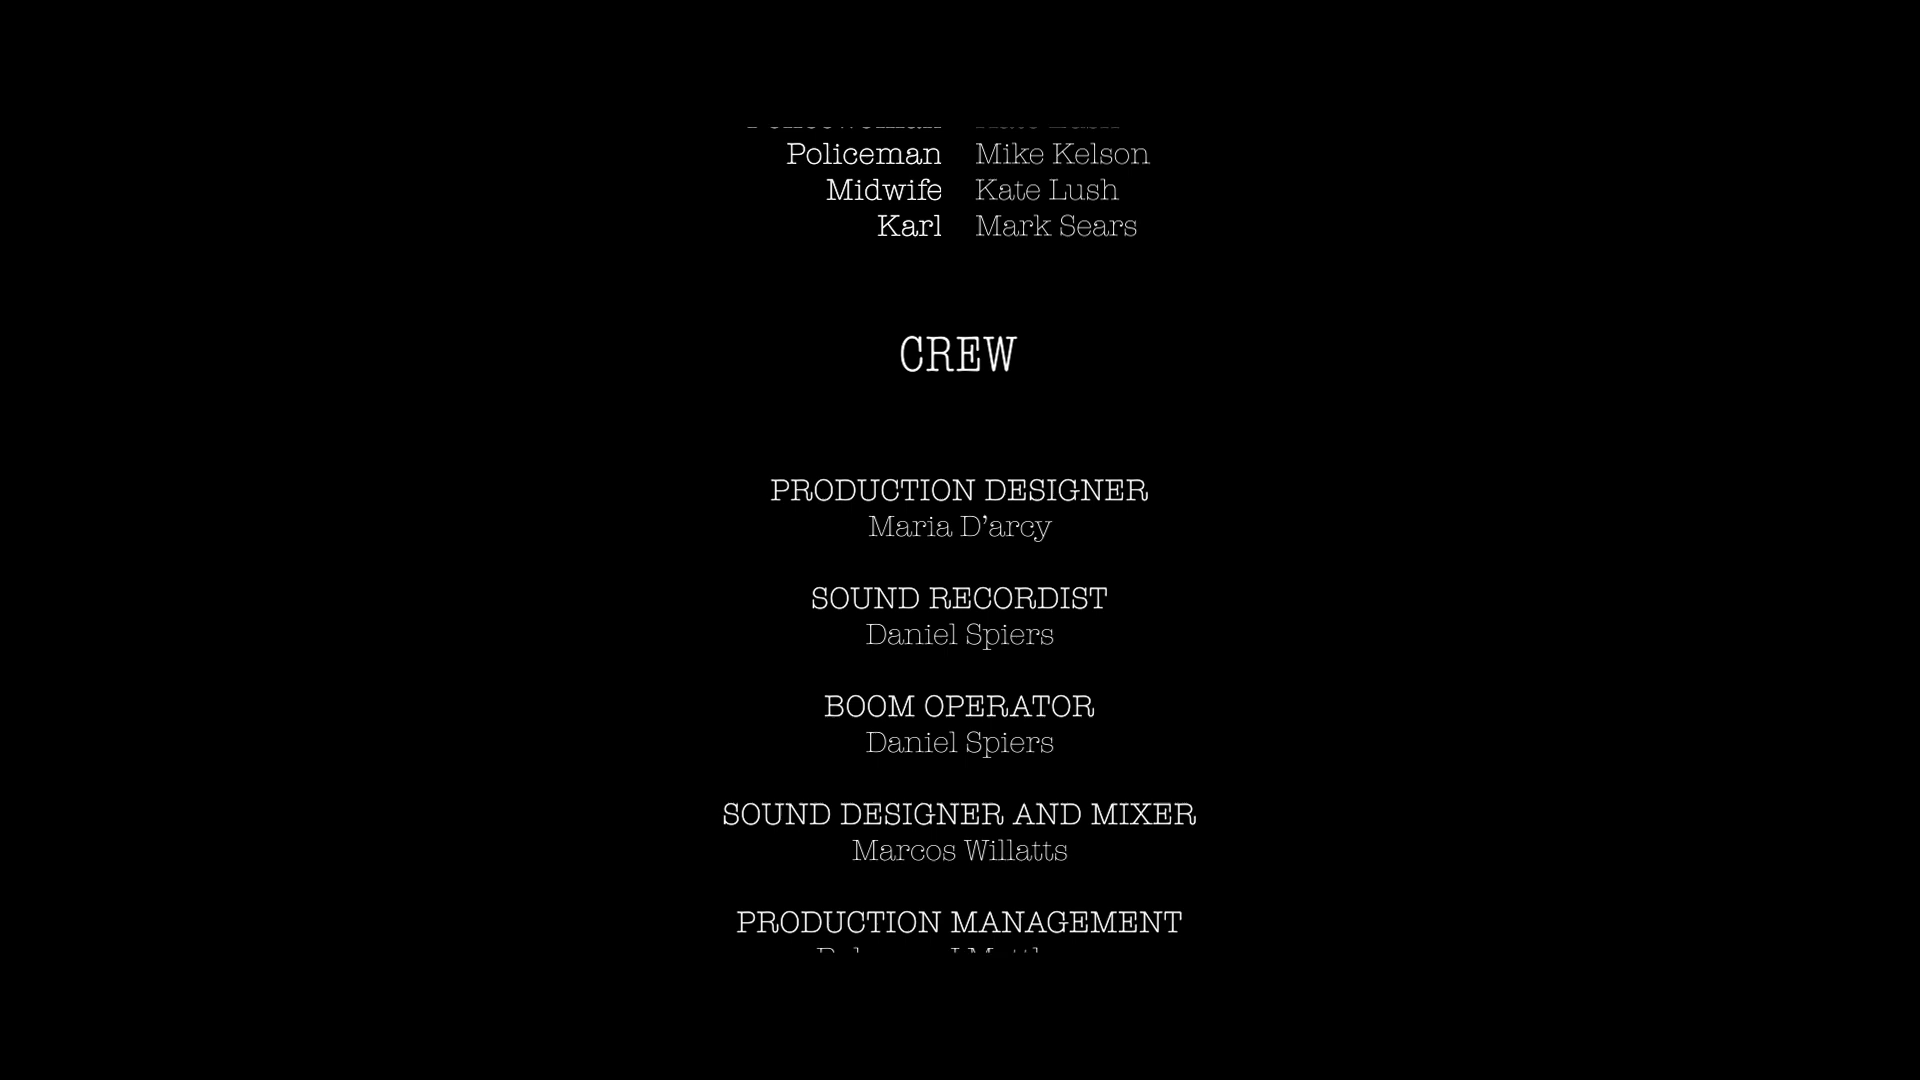 Policeman Mike Kelson
Midwife Kate Lush
Karl Mark Sears
CREW
PRODUCTION DESIGNER
Maria D’arcy
SOUND RECORDIST
Daniel Spiers
BOOM OPERATOR
Daniel Spiers
SOUND DESIGNER AND MIXER
Marcos Willatts
PRODUCTION MANAGEMENT